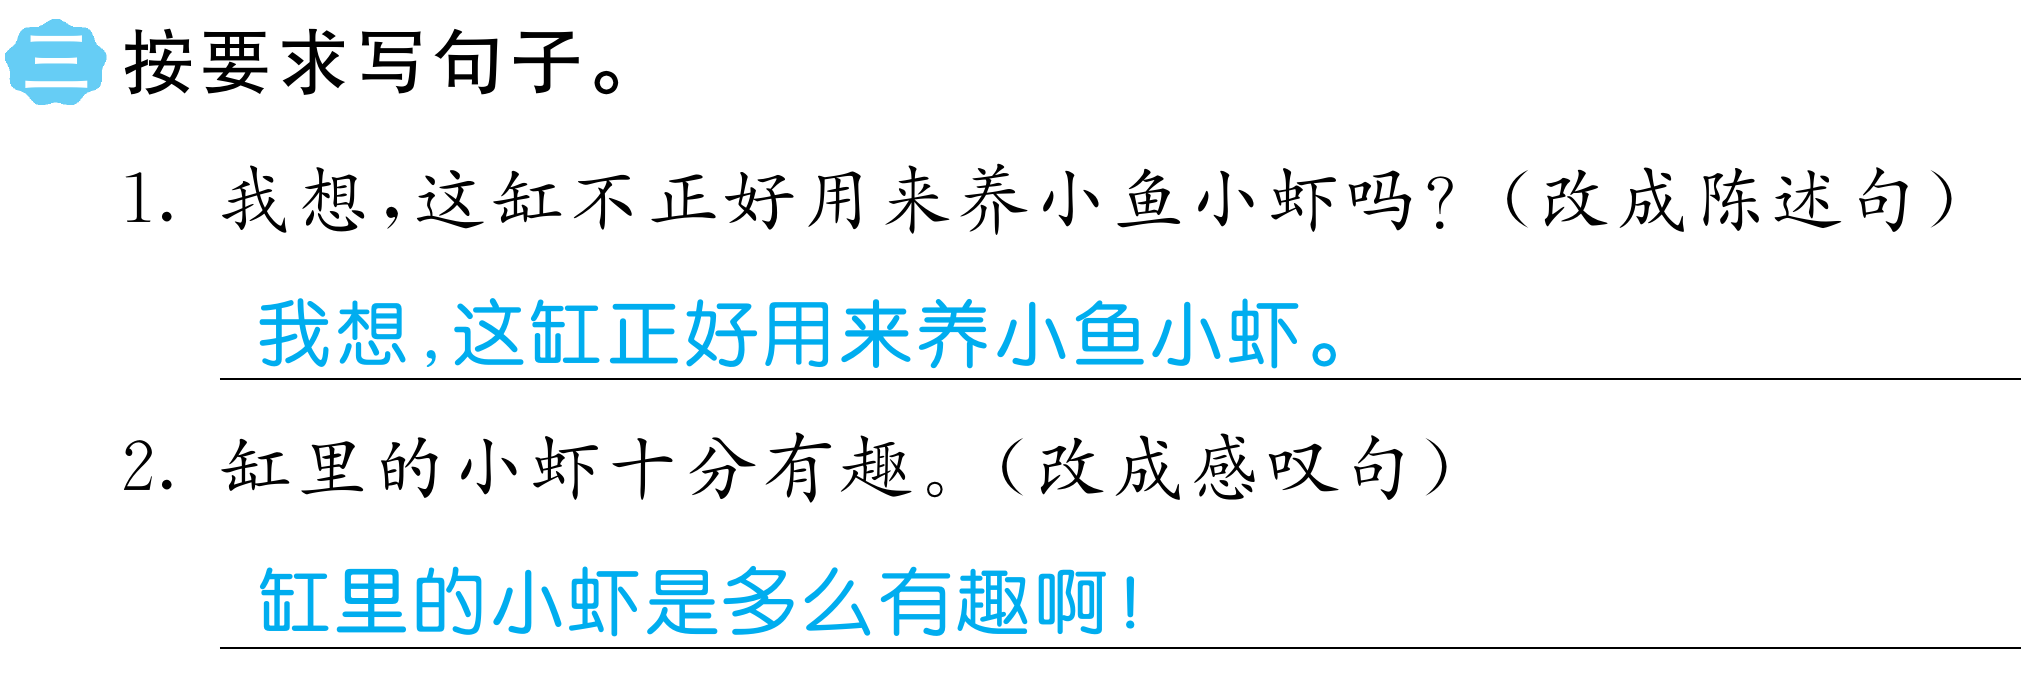 三 按要求写句子。
1. 我想,这缸不正好用来养小鱼小虾吗?(改成陈述句)
我想,这缸正好用来养小鱼小虾。
2. 缸里的小虾十分有趣。(改成感叹句)
缸里的小虾是多么有趣啊!